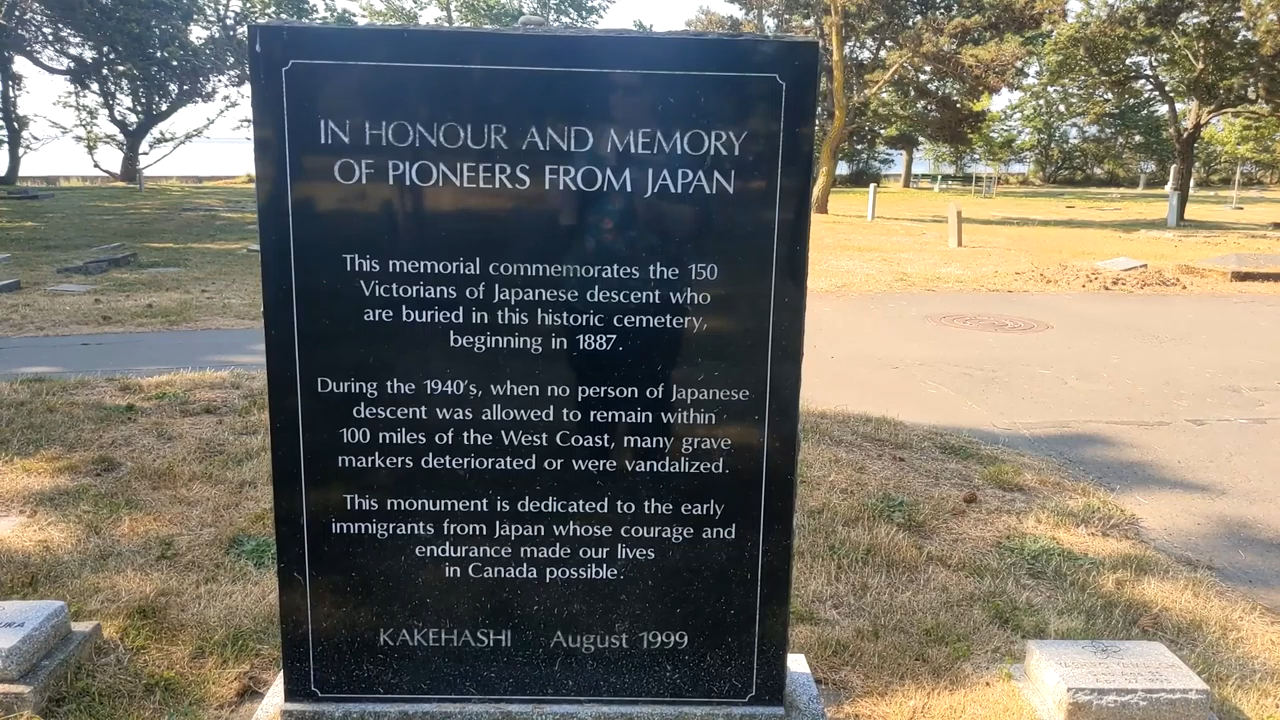 IN HONOUR AND MEMORY
OF PIONEERS FROM JAPAN
This memorial commemorates the 150
Victorians of Japanese descent who
are buried in this historic cemetery,
beginning in 1887.
During the 1940's, when no person of Japanese
descent was allowed to remain within
100 miles of the West Coast, many grave
markers deteriorated or were vandalized.
This monument is dedicated to the early
immigrants from Japan whose courage and
endurance made our lives
in Canada possible.
KAKEHASHI August 1999
URA